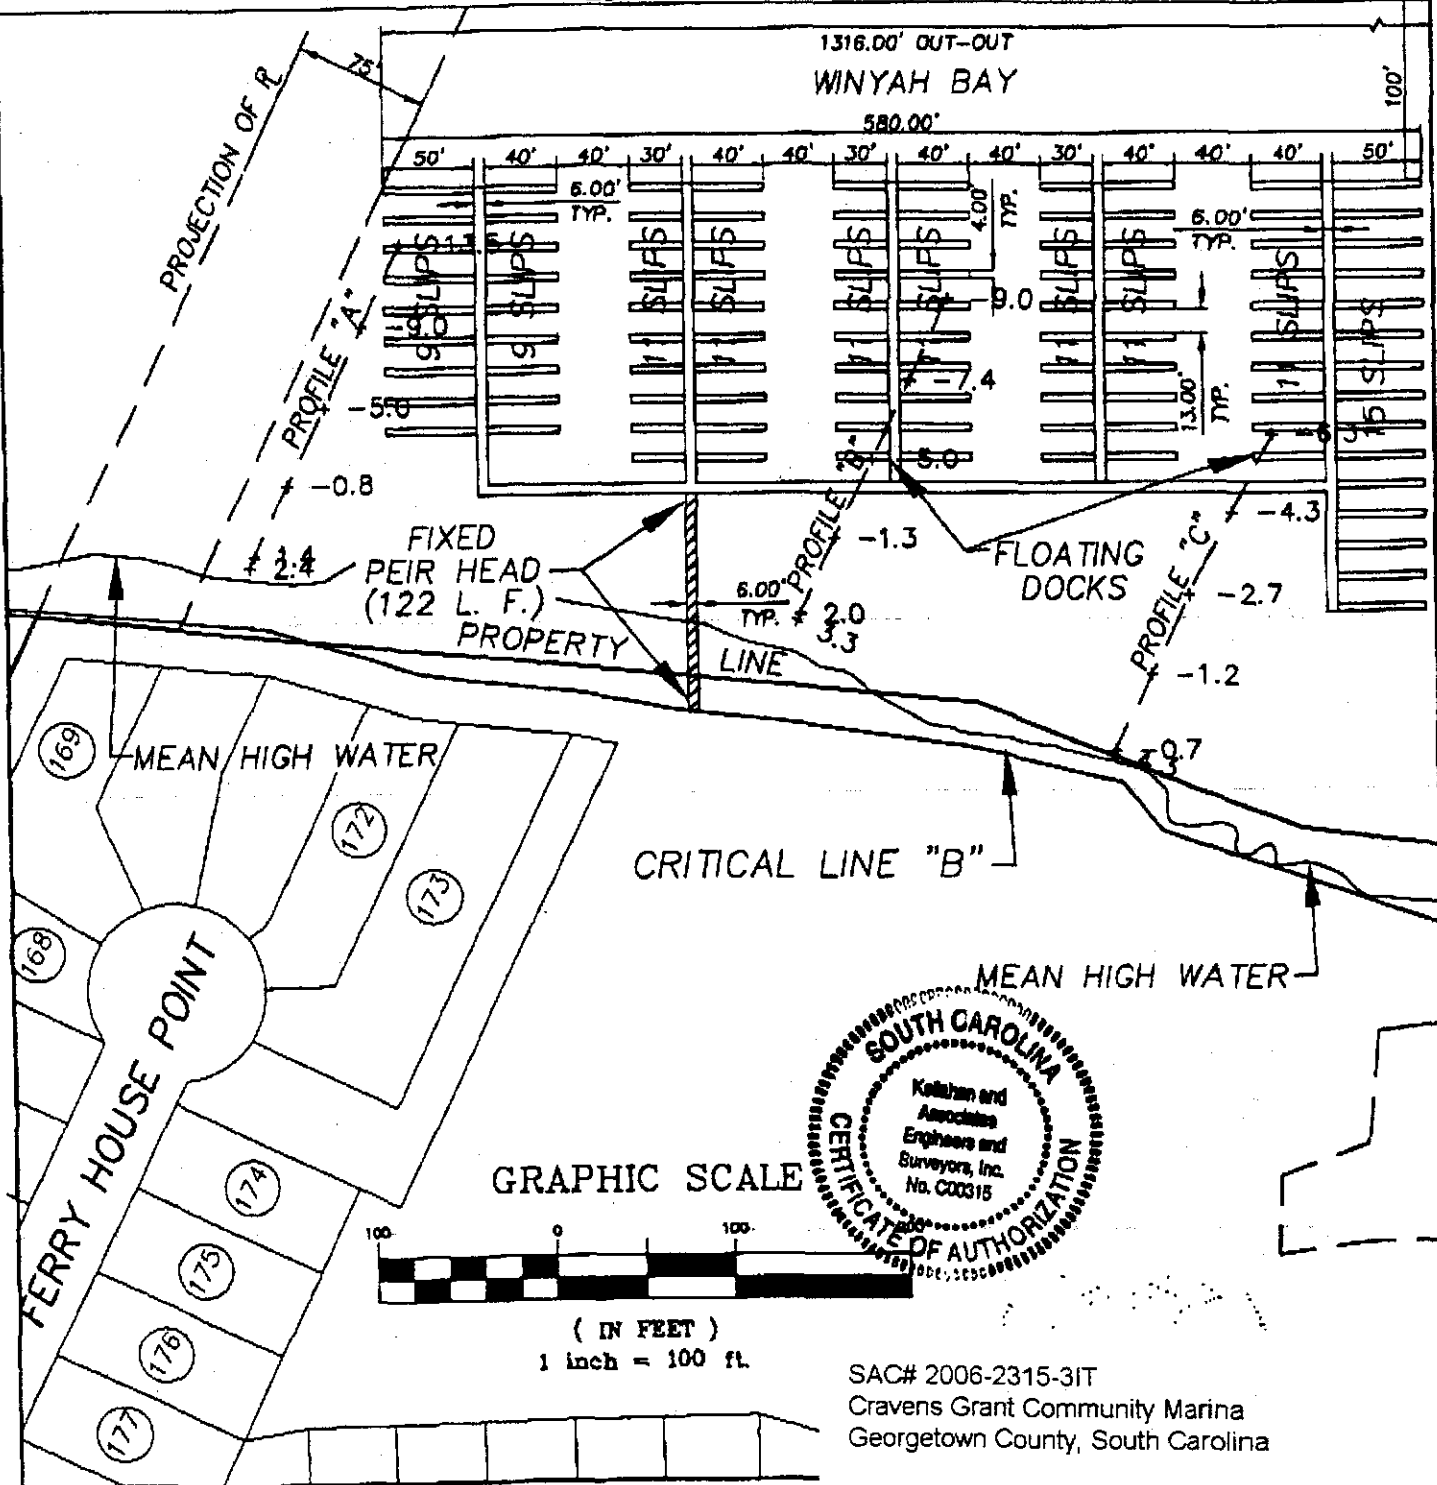 1316.00' OUT-OUT
WINYAH BAY
580.00'
100'
75'
PROJECTION OF PL
50' 40' 40' 30' 40' 40' 30' 40' 40' 30' 40' 40' 40' 50'
6.00'
TYP.
4.00'
TYP.
6.00'
TYP.
13.00'
TYP.
9 SLIPS
9 SLIPS
11 SLIPS
11 SLIPS
11 SLIPS
11 SLIPS
11 SLIPS
11 SLIPS
11 SLIPS
15 SLIPS
PROFILE "A"
-9.0
-5.0
-0.8
1.4
2.4
PROFILE "B"
-9.0
-7.4
5.0
-1.3
2.0
3.3
PROFILE "C"
-4.3
-2.7
-1.2
-0.7
FIXED
PEIR HEAD
(122 L. F.)
6.00'
TYP.
FLOATING
DOCKS
PROPERTY LINE
MEAN HIGH WATER
CRITICAL LINE "B"
MEAN HIGH WATER
169
172
173
168
174
175
176
177
FERRY HOUSE POINT
SOUTH CAROLINA
CERTIFICATE OF AUTHORIZATION
Associates
Engineers and
Surveyors, Inc.
No. C00315
GRAPHIC SCALE
100 0 100
( IN FEET )
1 inch = 100 ft.
SAC# 2006-2315-3IT
Cravens Grant Community Marina
Georgetown County, South Carolina